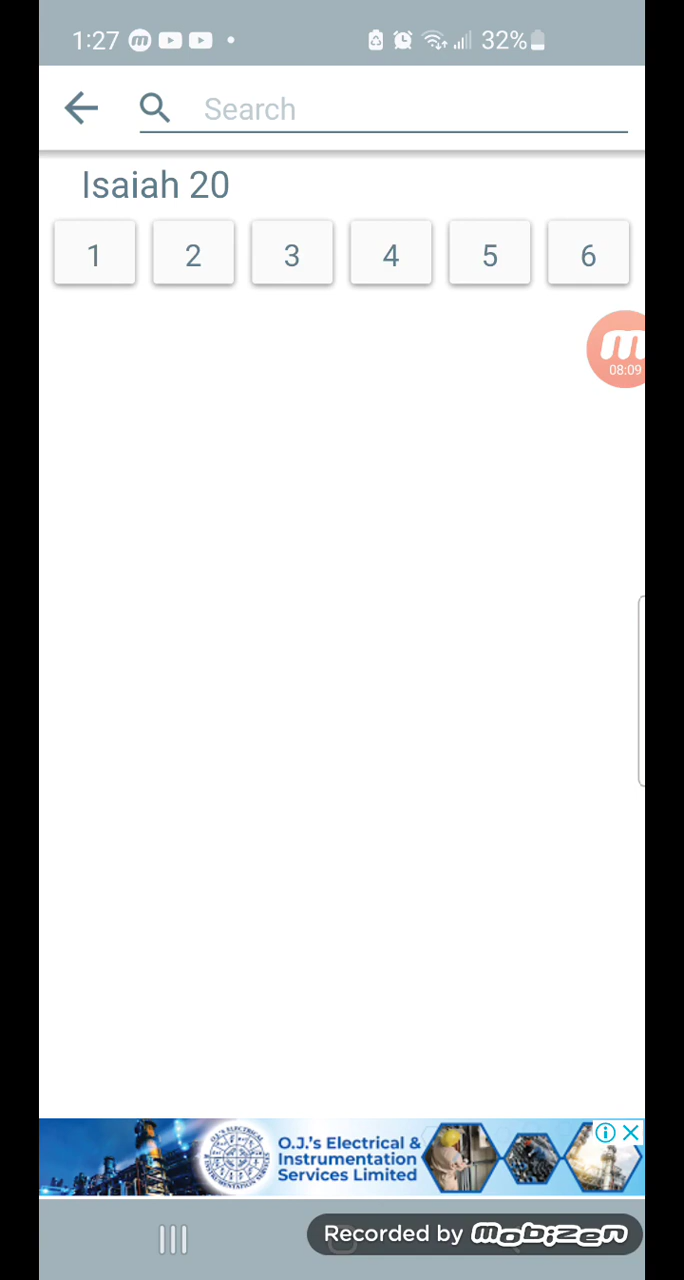 1:27 32%
Search
Isaiah 20
1 2 3 4 5 6
m
08:09
O.J.'s Electrical &
Instrumentation
Services Limited
Recorded by mobizen